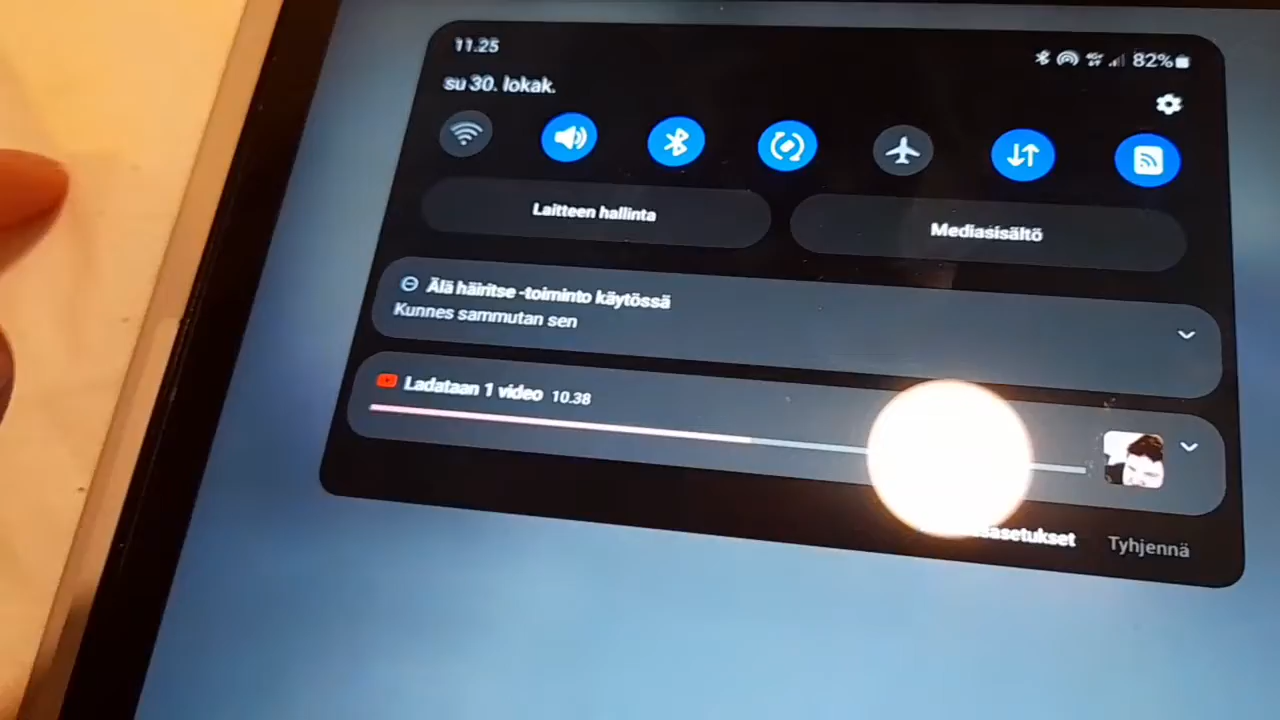 11.25
82%
su 30. lokak.
Laitteen hallinta
Mediasisältö
Älä häiritse -toiminto käytössä
Kunnes sammutan sen
Ladataan 1 video 10.38
Tyhjennä